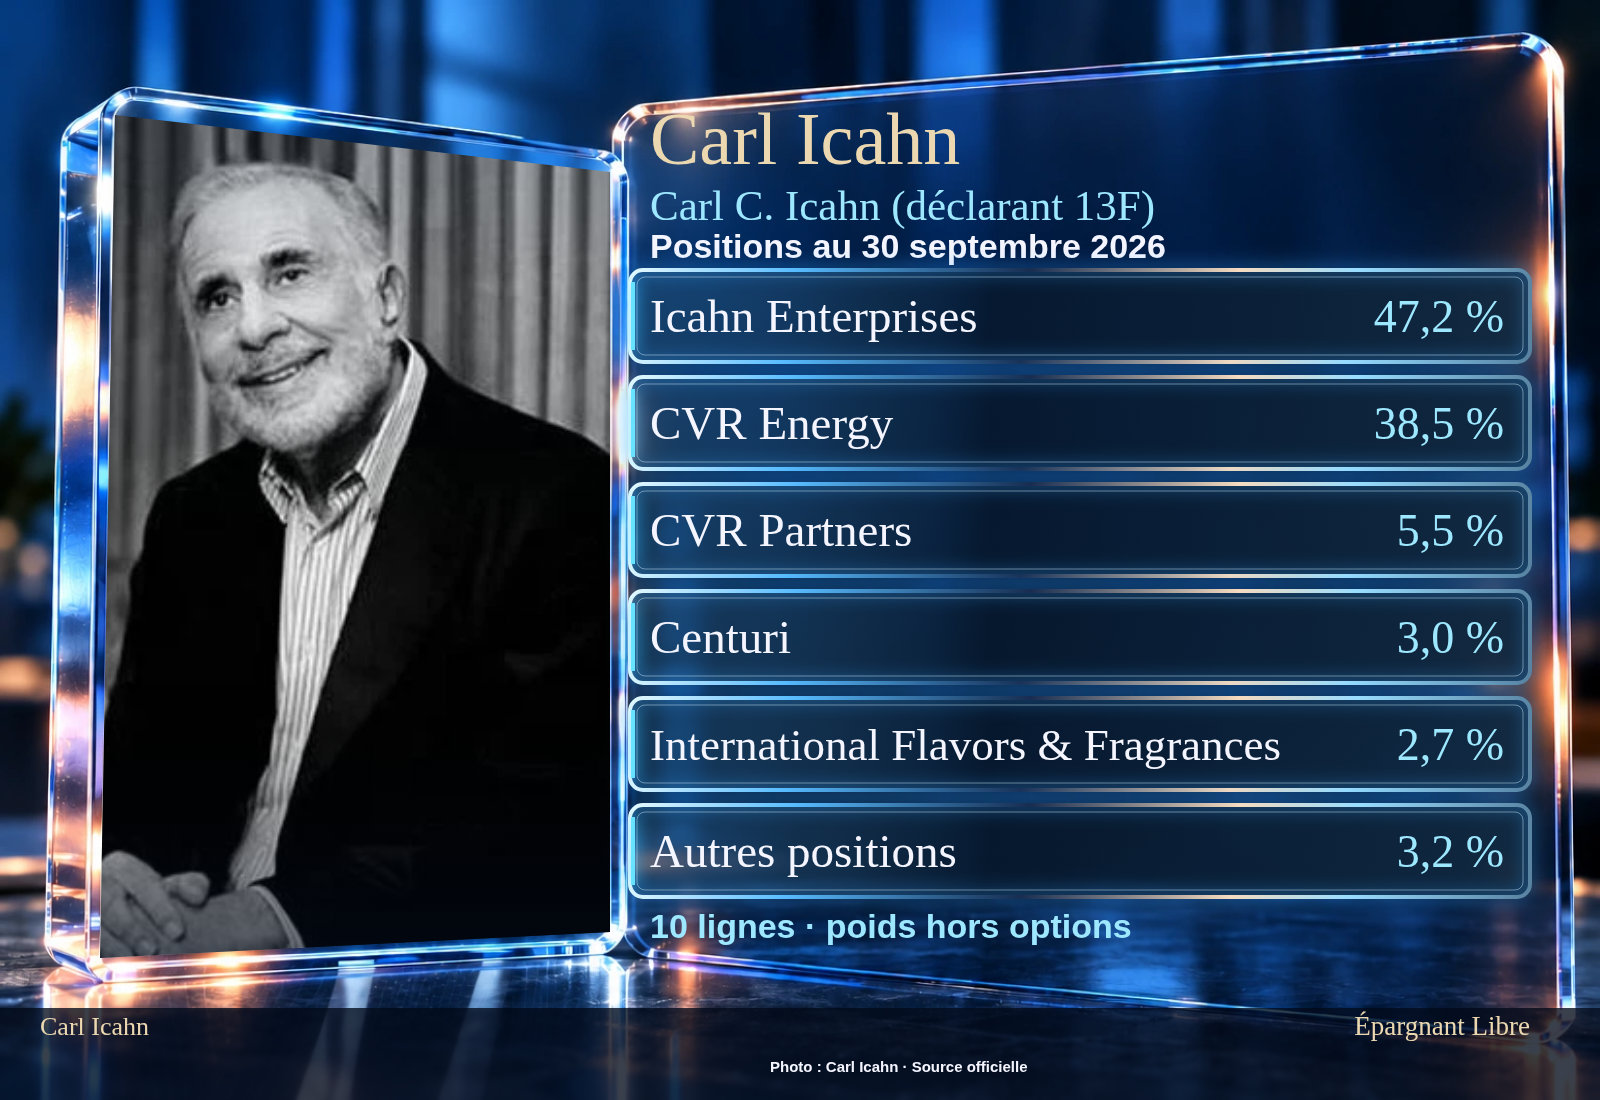 Carl Icahn
Carl C. Icahn (déclarant 13F)
Positions au 30 septembre 2026
Icahn Enterprises 47,2 %
CVR Energy 38,5 %
CVR Partners 5,5 %
Centuri 3,0 %
International Flavors & Fragrances 2,7 %
Autres positions 3,2 %
10 lignes · poids hors options
Carl Icahn
Épargnant Libre
Photo : Carl Icahn · Source officielle